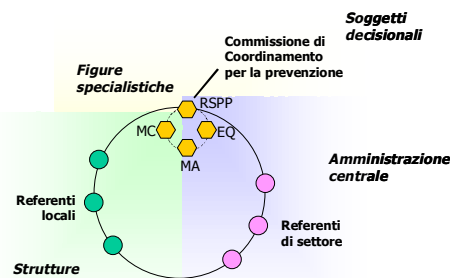 Soggetti
decisionali
Commissione di
Coordinamento
per la prevenzione
Figure
specialistiche
RSPP
MC
EQ
MA
Amministrazione
centrale
Referenti
locali
Referenti
di settore
Strutture